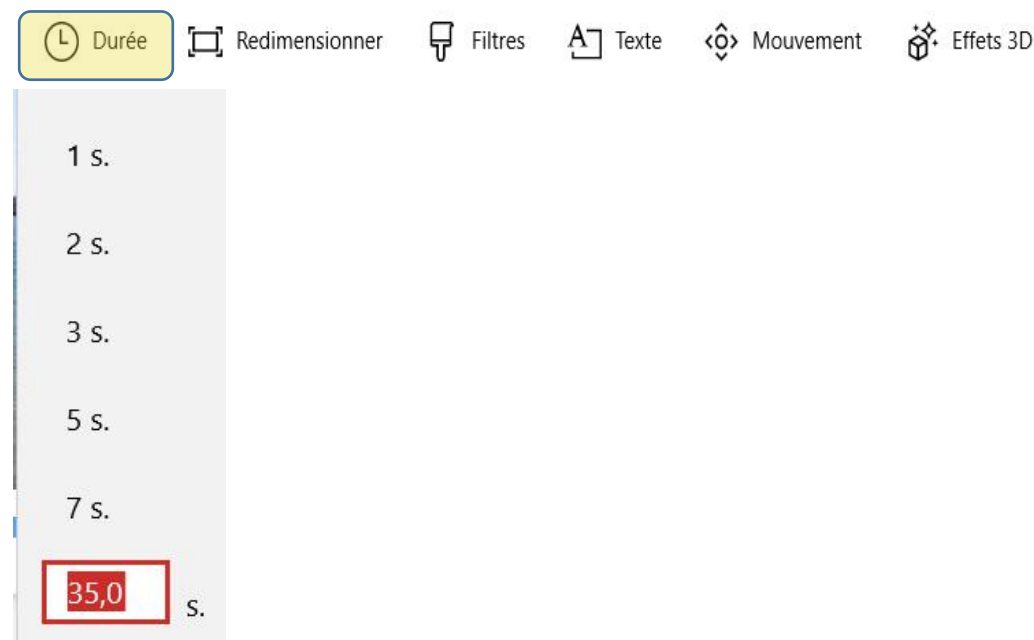 Durée Redimensionner Filtres Texte Mouvement Effets 3D
1 s.
2 s.
3 s.
5 s.
7 s.
35,0 s.